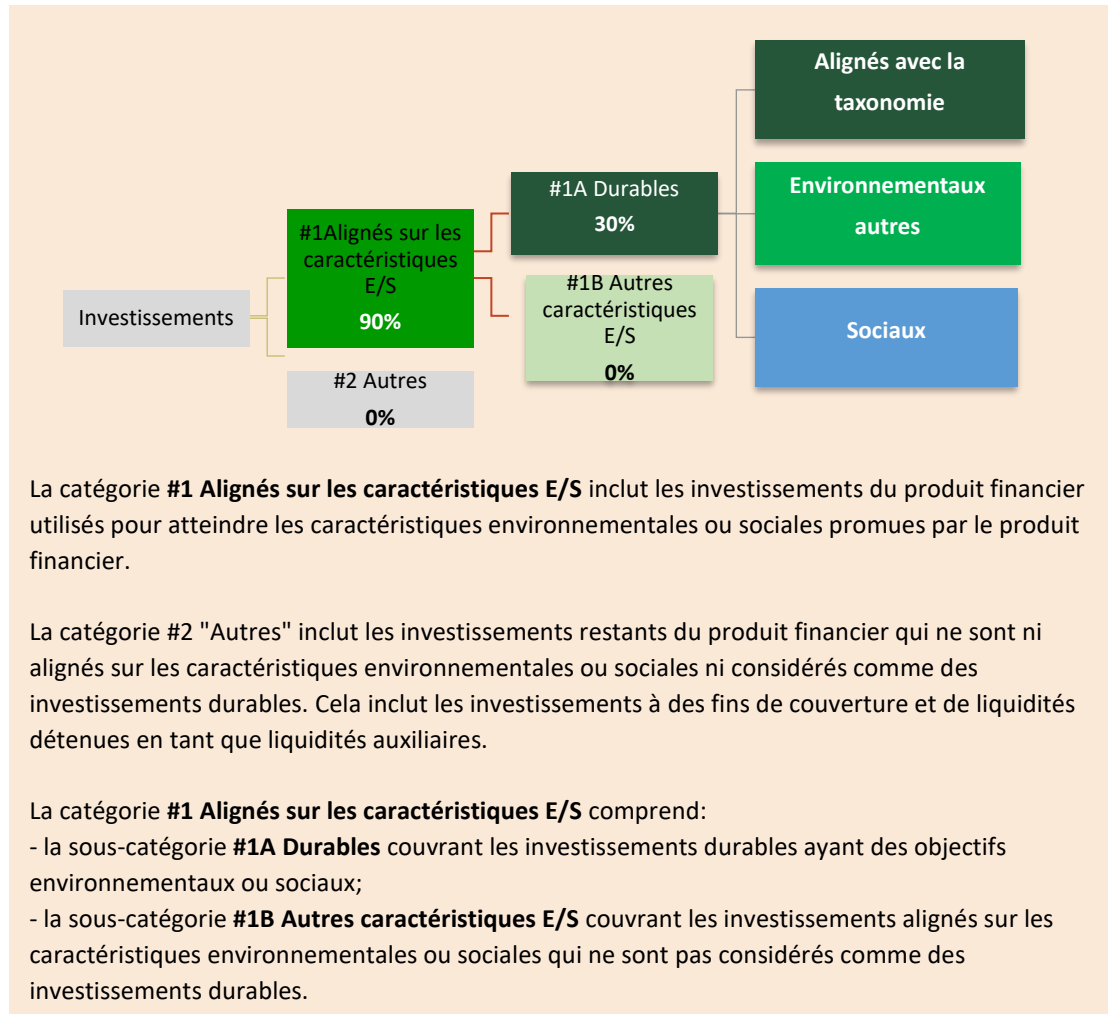 Investissements
#1Alignés sur les
caractéristiques
E/S
90%
#2 Autres
0%
#1A Durables
30%
#1B Autres
caractéristiques
E/S
0%
Alignés avec la
taxonomie
Environnementaux
autres
Sociaux
La catégorie #1 Alignés sur les caractéristiques E/S inclut les investissements du produit financier
utilisés pour atteindre les caractéristiques environnementales ou sociales promues par le produit
financier.
La catégorie #2 "Autres" inclut les investissements restants du produit financier qui ne sont ni
alignés sur les caractéristiques environnementales ou sociales ni considérés comme des
investissements durables. Cela inclut les investissements à des fins de couverture et de liquidités
détenues en tant que liquidités auxiliaires.
La catégorie #1 Alignés sur les caractéristiques E/S comprend:
- la sous-catégorie #1A Durables couvrant les investissements durables ayant des objectifs
environnementaux ou sociaux;
- la sous-catégorie #1B Autres caractéristiques E/S couvrant les investissements alignés sur les
caractéristiques environnementales ou sociales qui ne sont pas considérés comme des
investissements durables.